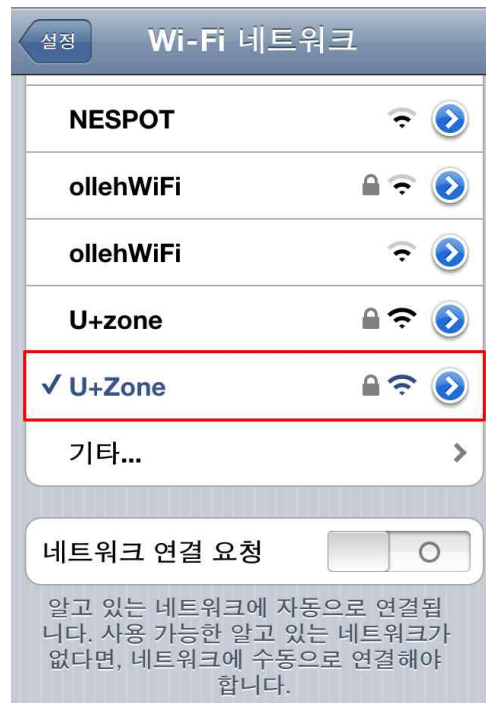 설정
Wi-Fi 네트워크
NESPOT
ollehWiFi
ollehWiFi
U+zone
✓ U+Zone
기타...
네트워크 연결 요청
알고 있는 네트워크에 자동으로 연결됩
니다. 사용 가능한 알고 있는 네트워크가
없다면, 네트워크에 수동으로 연결해야
합니다.